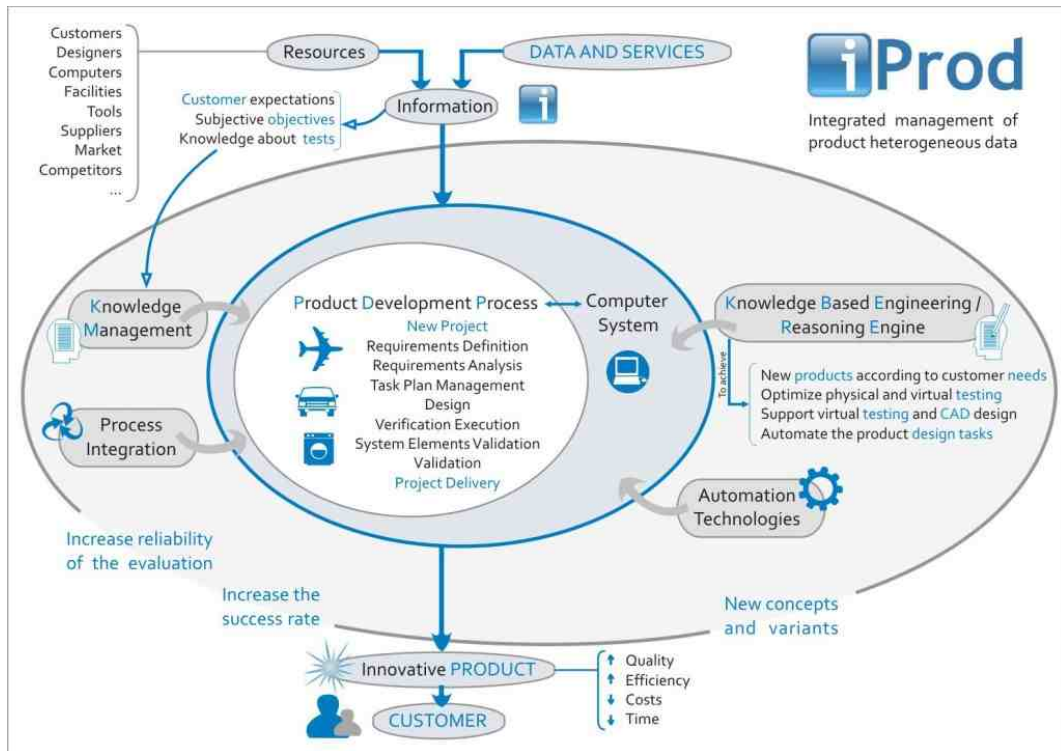 Customers
Designers
Computers
Facilities
Tools
Suppliers
Market
Competitors
...
Resources
DATA AND SERVICES
Information
i
iProd
Integrated management of
product heterogeneous data
Customer expectations
Subjective objectives
Knowledge about tests
Knowledge
Management
Process
Integration
Product Development Process
New Project
Requirements Definition
Requirements Analysis
Task Plan Management
Design
Verification Execution
System Elements Validation
Validation
Project Delivery
Computer
System
Knowledge Based Engineering /
Reasoning Engine
To achieve
New products according to customer needs
Optimize physical and virtual testing
Support virtual testing and CAD design
Automate the product design tasks
Automation
Technologies
Increase reliability
of the evaluation
Increase the
success rate
New concepts
and variants
Innovative PRODUCT
Quality
Efficiency
Costs
Time
CUSTOMER